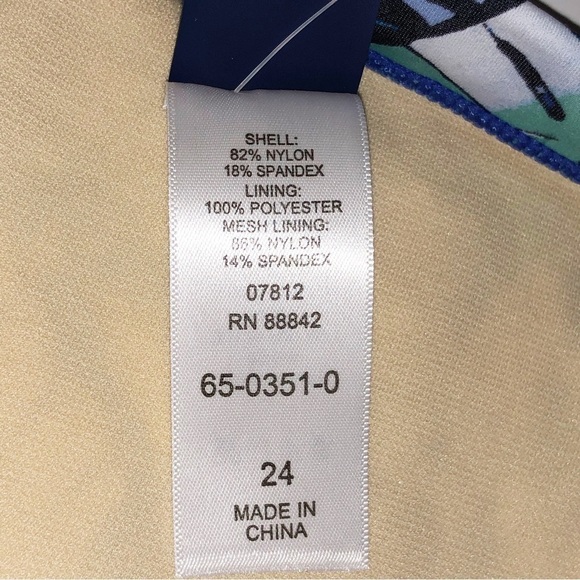 SHELL:
82% NYLON
18% SPANDEX
LINING:
100% POLYESTER
MESH LINING:
86% NYLON
14% SPANDEX
07812
RN 88842
65-0351-0
24
MADE IN
CHINA